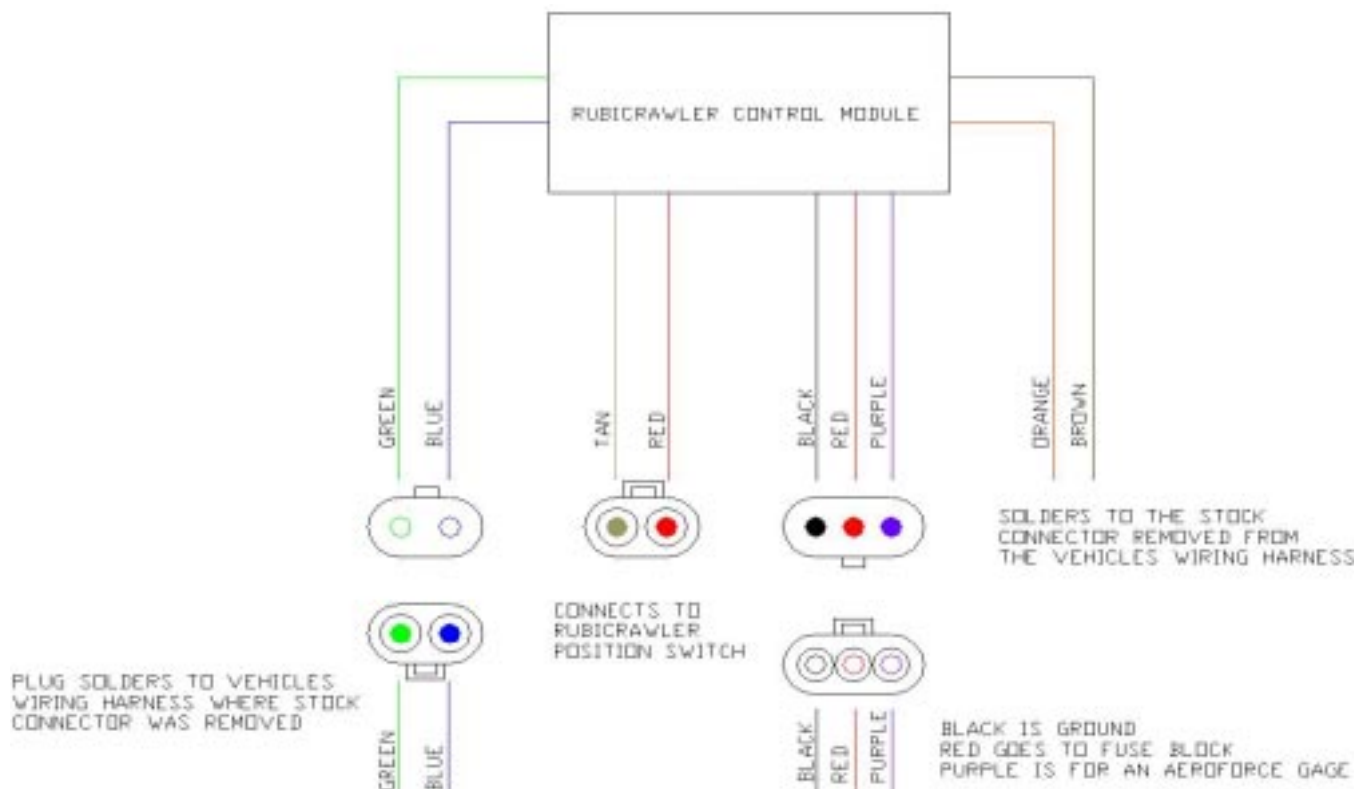 RUBICRAWLER CONTROL MODULE
GREEN
BLUE
TAN
RED
BLACK
RED
PURPLE
ORANGE
BROWN
SOLDERS TO THE STOCK
CONNECTOR REMOVED FROM
THE VEHICLES WIRING HARNESS
CONNECTS TO
RUBICRAWLER
POSITION SWITCH
PLUG SOLDERS TO VEHICLES
WIRING HARNESS WHERE STOCK
CONNECTOR WAS REMOVED
GREEN
BLUE
BLACK
RED
PURPLE
BLACK IS GROUND
RED GOES TO FUSE BLOCK
PURPLE IS FOR AN AEROFORCE GAGE